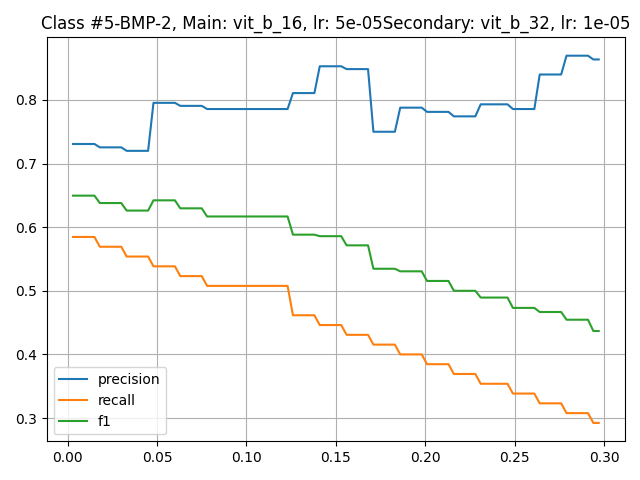 Class #5-BMP-2, Main: vit_b_16, lr: 5e-05Secondary: vit_b_32, lr: 1e-05
0.8
0.7
0.6
0.5
0.4
0.3
precision
recall
f1
0.00 0.05 0.10 0.15 0.20 0.25 0.30